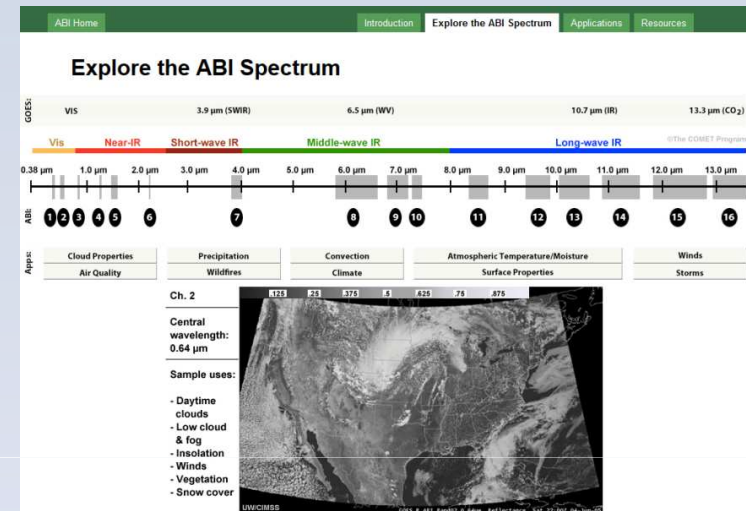 ABI Home
Introduction
Explore the ABI Spectrum
Applications
Resources
Explore the ABI Spectrum
GOES:
VIS
3.9 µm (SWIR)
6.5 µm (WV)
10.7 µm (IR)
13.3 µm (CO₂)
©The COMET Program
Vis
Near-IR
Short-wave IR
Middle-wave IR
Long-wave IR
0.38 µm
1.0 µm
2.0 µm
3.0 µm
4.0 µm
5.0 µm
6.0 µm
7.0 µm
8.0 µm
9.0 µm
10.0 µm
11.0 µm
12.0 µm
13.0 µm
ABI:
1 2 3 4 5 6 7 8 9 10 11 12 13 14 15 16
Apps:
Cloud Properties
Precipitation
Convection
Atmospheric Temperature/Moisture
Winds
Air Quality
Wildfires
Climate
Surface Properties
Storms
.125 .25 .375 .5 .625 .75 .875
Ch. 2
Central
wavelength:
0.64 µm
Sample uses:
- Daytime
clouds
- Low cloud
& fog
- Insolation
- Winds
- Vegetation
- Snow cover
UW/CIMSS